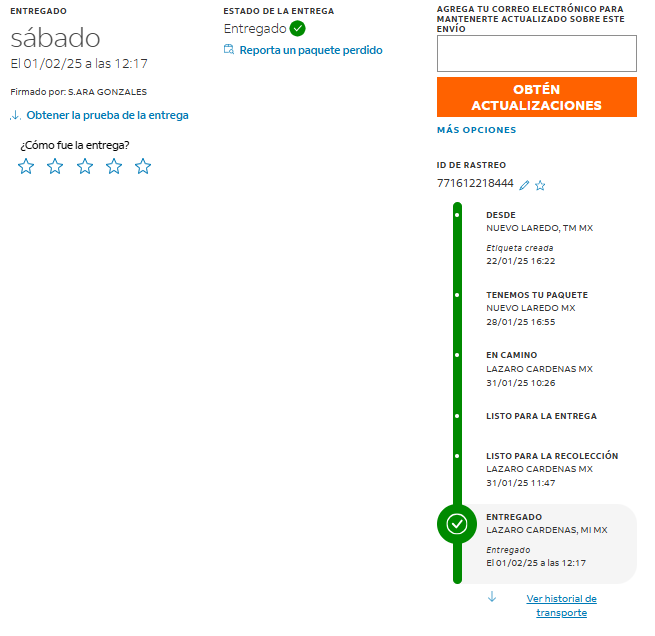 ENTREGADO
sábado
El 01/02/25 a las 12:17
Firmado por: S.ARA GONZALES
Obtener la prueba de la entrega
¿Cómo fue la entrega?
ESTADO DE LA ENTREGA
Entregado
Reporta un paquete perdido
AGREGA TU CORREO ELECTRÓNICO PARA
MANTENERTE ACTUALIZADO SOBRE ESTE
ENVÍO
OBTÉN
ACTUALIZACIONES
MÁS OPCIONES
ID DE RASTREO
771612218444
DESDE
NUEVO LAREDO, TM MX
Etiqueta creada
22/01/25 16:22
TENEMOS TU PAQUETE
NUEVO LAREDO MX
28/01/25 16:55
EN CAMINO
LAZARO CARDENAS MX
31/01/25 10:26
LISTO PARA LA ENTREGA
LISTO PARA LA RECOLECCIÓN
LAZARO CARDENAS MX
31/01/25 11:47
ENTREGADO
LAZARO CARDENAS, MI MX
Entregado
El 01/02/25 a las 12:17
Ver historial de
transporte